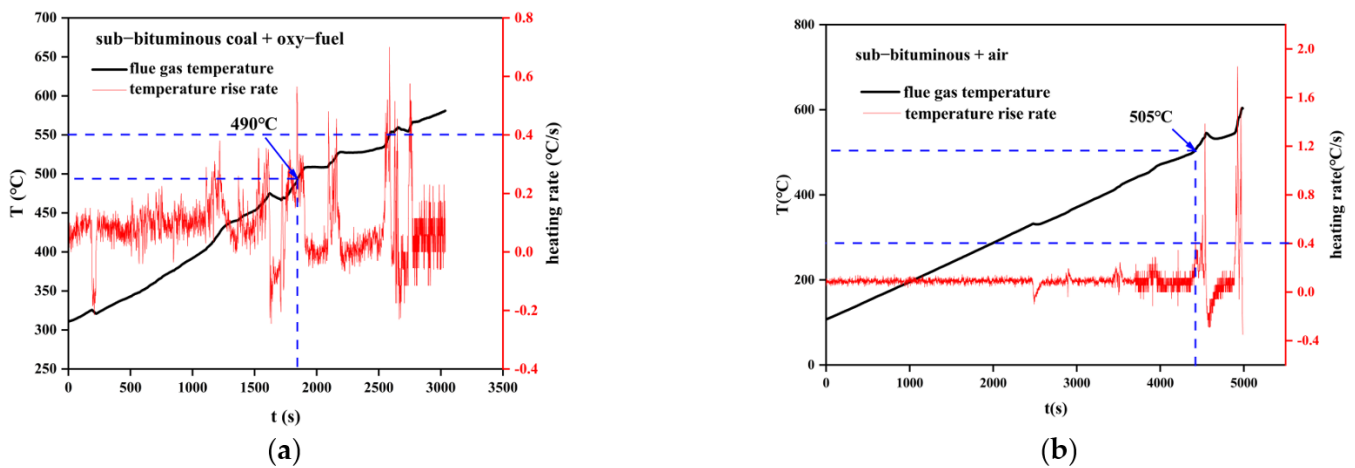 sub−bituminous coal + oxy−fuel
flue gas temperature
temperature rise rate
490℃
T (℃)
700
650
600
550
500
450
400
350
300
250
0 500 1000 1500 2000 2500 3000 3500
t (s)
0.8
0.6
0.4
0.2
0.0
-0.2
-0.4
heating rate (℃/s)
(a)
sub−bituminous + air
flue gas temperature
temperature rise rate
505℃
T(℃)
800
600
400
200
0
0 1000 2000 3000 4000 5000
t(s)
2.0
1.6
1.2
0.8
0.4
0.0
-0.4
heating rate(℃/s)
(b)